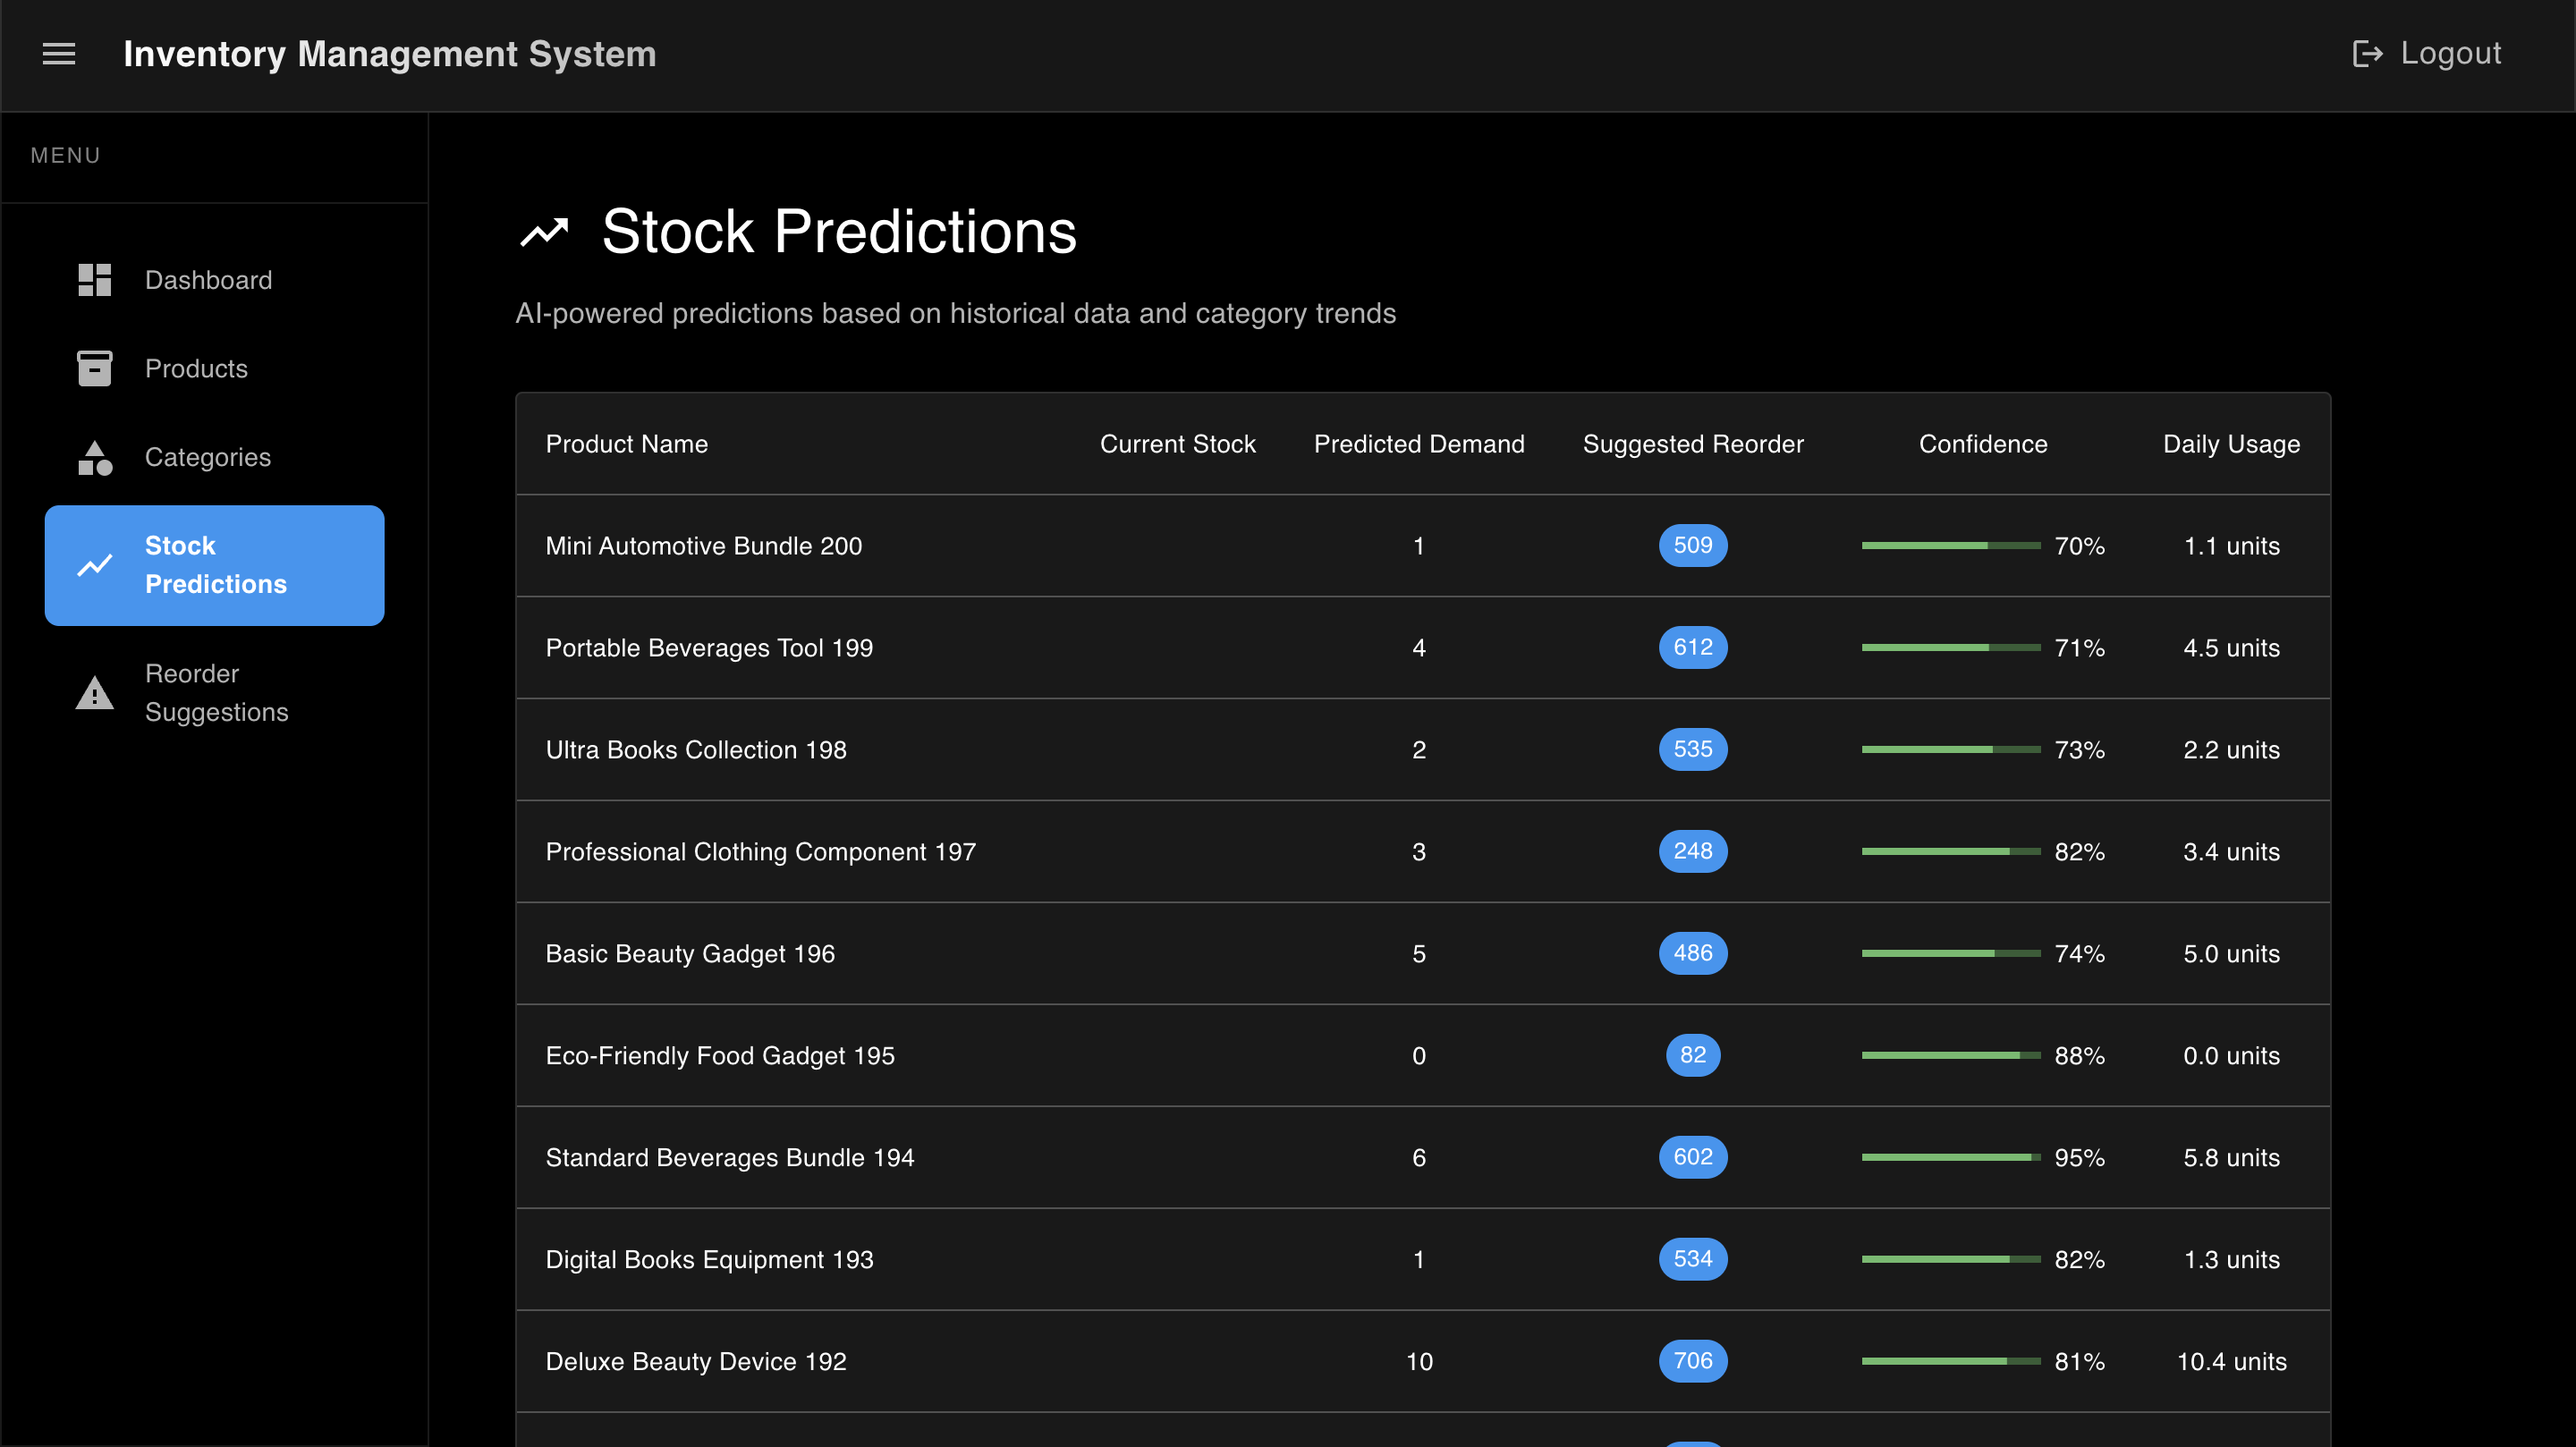 Inventory Management System
Logout
MENU
Dashboard
Products
Categories
Stock
Predictions
Reorder
Suggestions
Stock Predictions
AI-powered predictions based on historical data and category trends
Product Name Current Stock Predicted Demand Suggested Reorder Confidence Daily Usage
Mini Automotive Bundle 200 1 509 70% 1.1 units
Portable Beverages Tool 199 4 612 71% 4.5 units
Ultra Books Collection 198 2 535 73% 2.2 units
Professional Clothing Component 197 3 248 82% 3.4 units
Basic Beauty Gadget 196 5 486 74% 5.0 units
Eco-Friendly Food Gadget 195 0 82 88% 0.0 units
Standard Beverages Bundle 194 6 602 95% 5.8 units
Digital Books Equipment 193 1 534 82% 1.3 units
Deluxe Beauty Device 192 10 706 81% 10.4 units